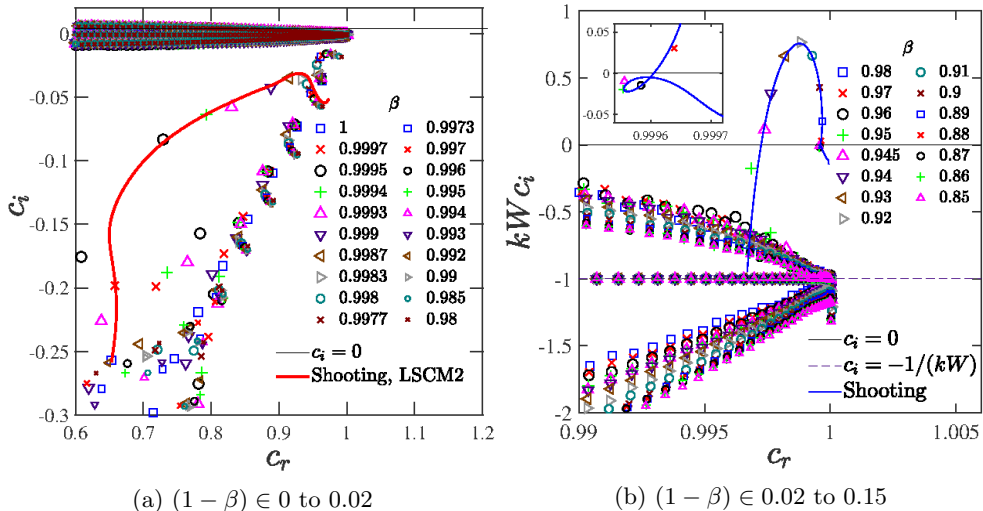 0
-0.05
-0.1
-0.15
-0.2
-0.25
-0.3
c_i
0.6 0.7 0.8 0.9 1 1.1 1.2
c_r
β
1 0.9973
0.9997 0.997
0.9995 0.996
0.9994 0.995
0.9993 0.994
0.999 0.993
0.9987 0.992
0.9983 0.99
0.998 0.985
0.9977 0.98
c_i = 0
Shooting, LSCM2
(a) (1 − β) ∈ 0 to 0.02
1
0.5
0
-0.5
-1
-1.5
-2
kWc_i
0.99 0.995 1 1.005
c_r
0.05
0
-0.05
0.9996 0.9997
β
0.98 0.91
0.97 0.9
0.96 0.89
0.95 0.88
0.945 0.87
0.94 0.86
0.93 0.85
0.92
c_i = 0
c_i = −1/(kW)
Shooting
(b) (1 − β) ∈ 0.02 to 0.15